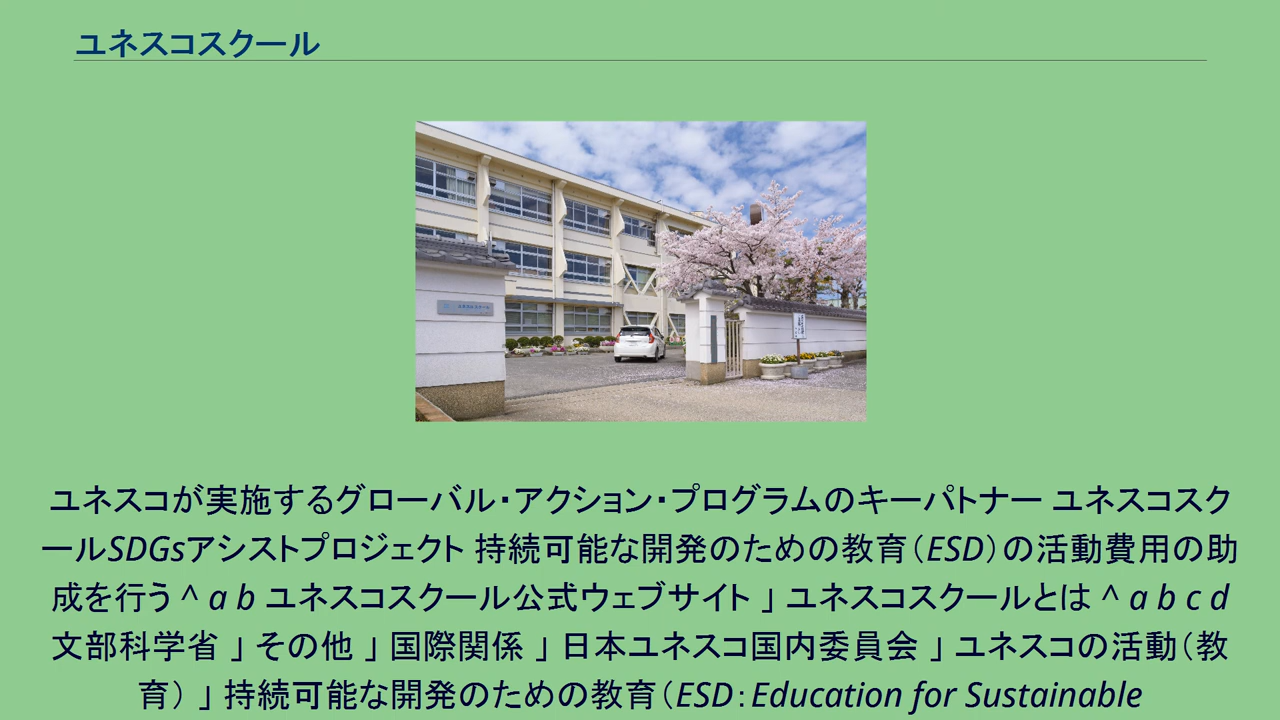 ユネスコスクール
ユネスコが実施するグローバル・アクション・プログラムのキーパトナー ユネスコスク
ールSDGsアシストプロジェクト 持続可能な開発のための教育（ESD）の活動費用の助
成を行う ^ a b ユネスコスクール公式ウェブサイト 」 ユネスコスクールとは ^ a b c d
文部科学省 」 その他 」 国際関係 」 日本ユネスコ国内委員会 」 ユネスコの活動（教
育） 」 持続可能な開発のための教育（ESD：Education for Sustainable